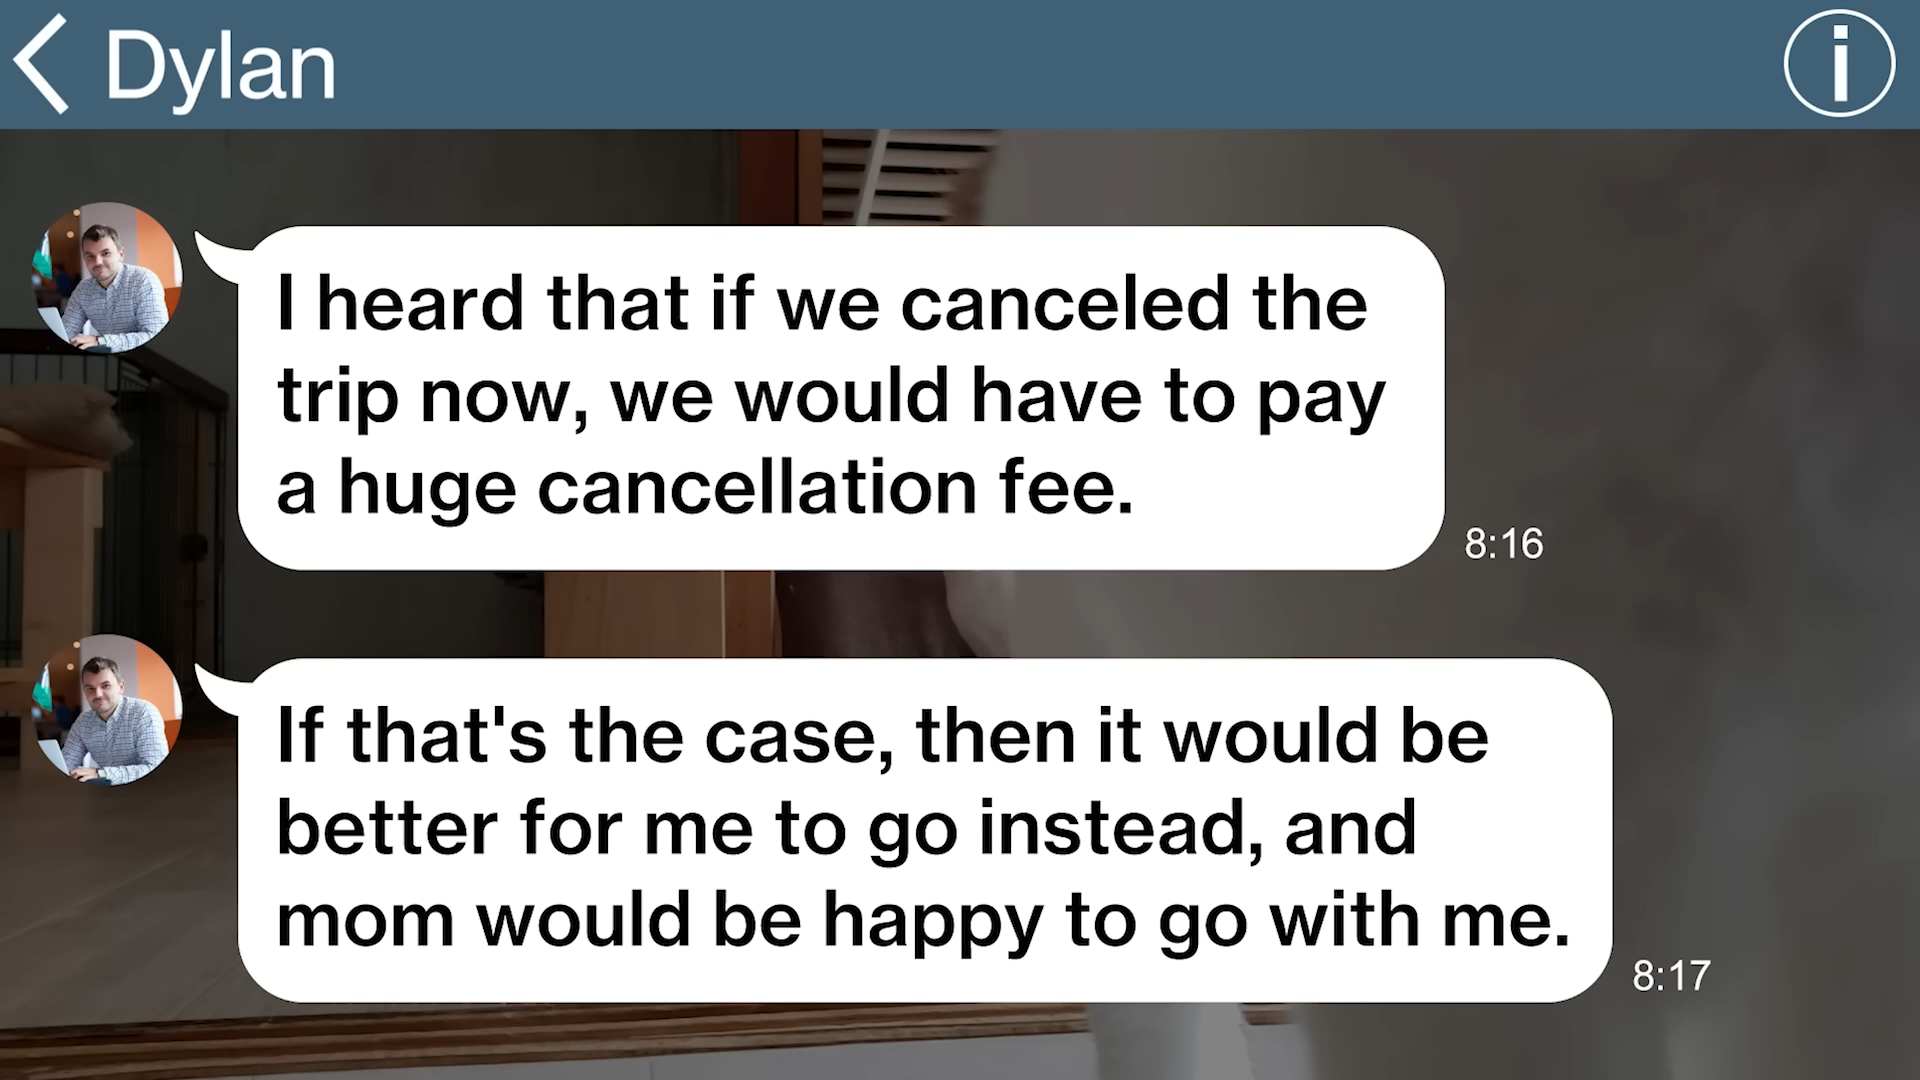 Dylan
I heard that if we canceled the
trip now, we would have to pay
a huge cancellation fee.
8:16
If that's the case, then it would be
better for me to go instead, and
mom would be happy to go with me.
8:17